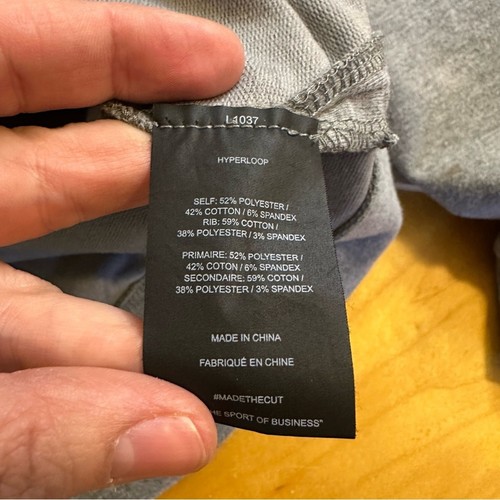 L1037
HYPERLOOP
SELF: 52% POLYESTER /
42% COTTON / 6% SPANDEX
RIB: 59% COTTON /
38% POLYESTER / 3% SPANDEX
PRIMAIRE: 52% POLYESTER /
42% COTON / 6% SPANDEX
SECONDAIRE: 59% COTON /
38% POLYESTER / 3% SPANDEX
MADE IN CHINA
FABRIQUÉ EN CHINE
#MADETHECUT
THE SPORT OF BUSINESS"